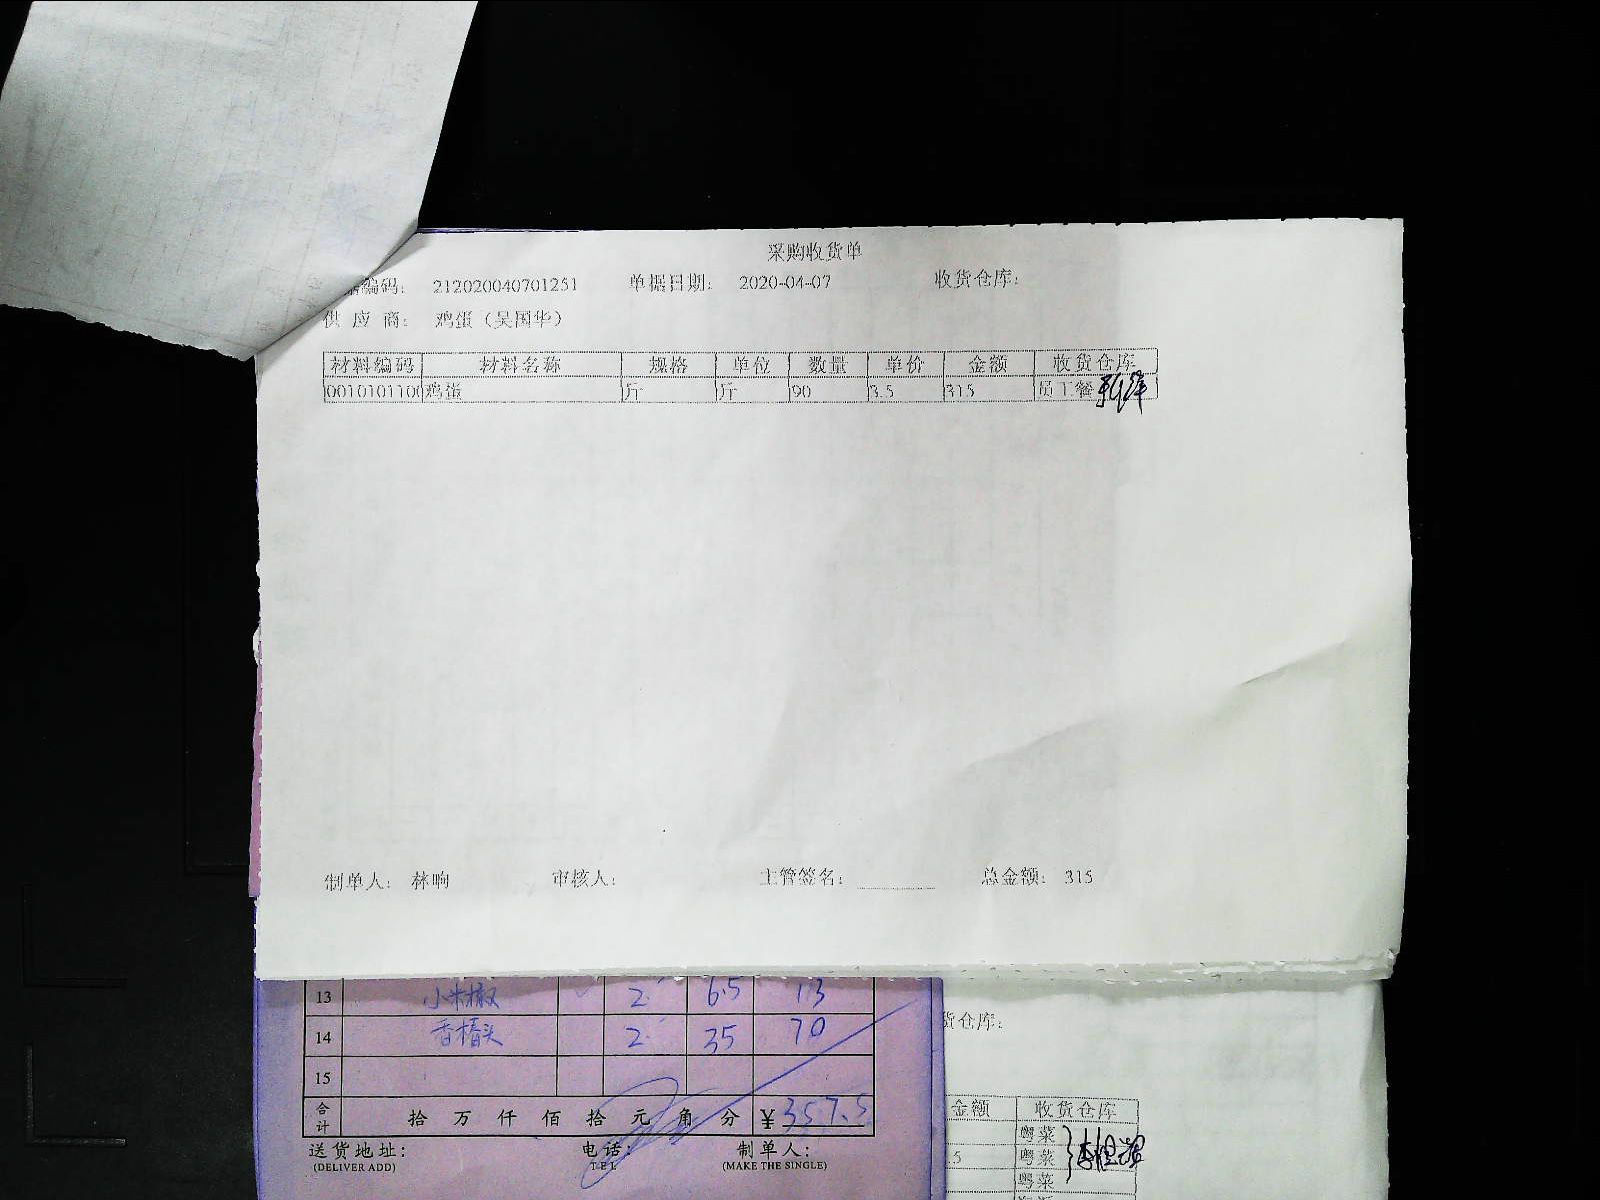 采购收货单
编码: 212020040701251 单据日期: 2020-04-07 收货仓库:
供 应 商: 鸡蛋（吴国华）
材料编码 材料名称 规格 单位 数量 单价 金额 收货仓库
0010101100 鸡蛋 斤 斤 90 3.5 315 员工餐
制单人: 林晌 审核人: 主管签名: 总金额: 315
13 小米椒 2 6.5 13
14 香椿头 2 35 70
15
合计 拾 万 仟 佰 拾 元 角 分 ¥357.5
送货地址: 电话: 制单人:
(DELIVER ADD) TEL (MAKE THE SINGLE)
货仓库:
金额 收货仓库
粤菜
.5 粤菜
粤菜